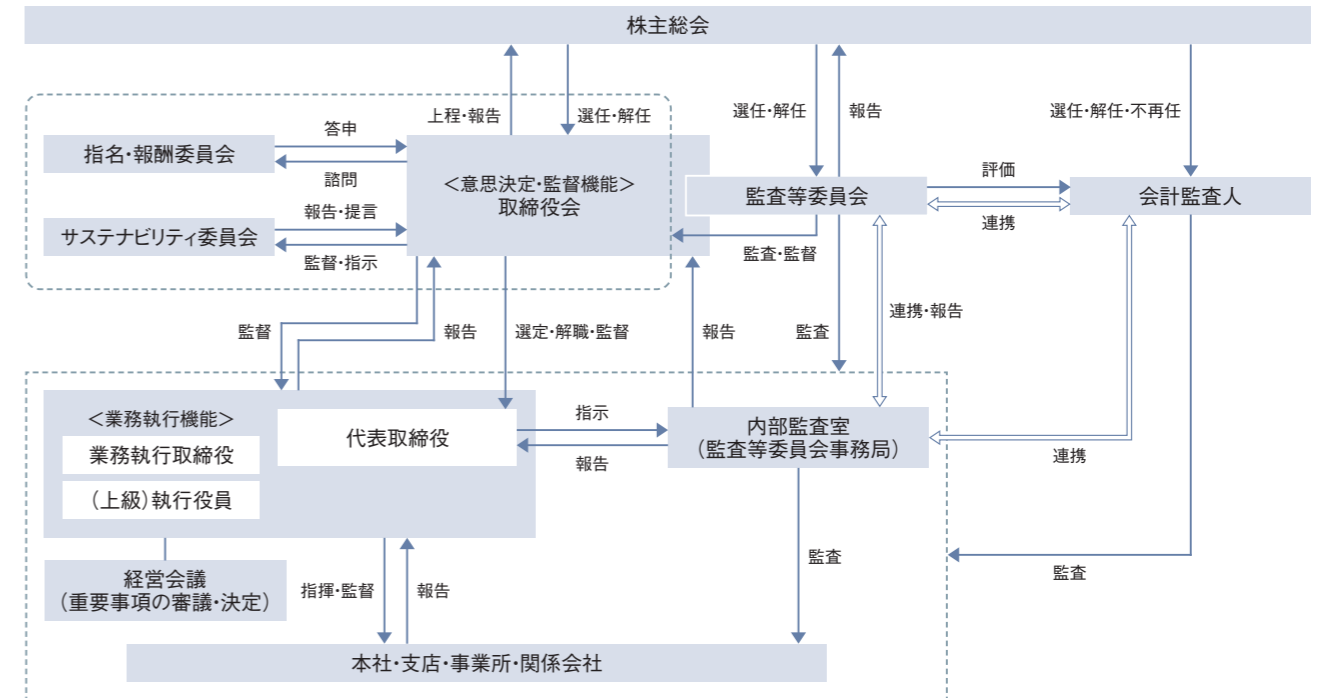 株主総会
上程・報告
選任・解任
選任・解任
報告
選任・解任・不再任
指名・報酬委員会
答申
諮問
サステナビリティ委員会
報告・提言
監督・指示
＜意思決定・監督機能＞
取締役会
監査等委員会
評価
連携
会計監査人
監査・監督
監督
報告
選定・解職・監督
報告
監査
連携・報告
＜業務執行機能＞
業務執行取締役
（上級）執行役員
代表取締役
指示
報告
内部監査室
（監査等委員会事務局）
連携
経営会議
（重要事項の審議・決定）
指揮・監督
報告
監査
監査
本社・支店・事業所・関係会社